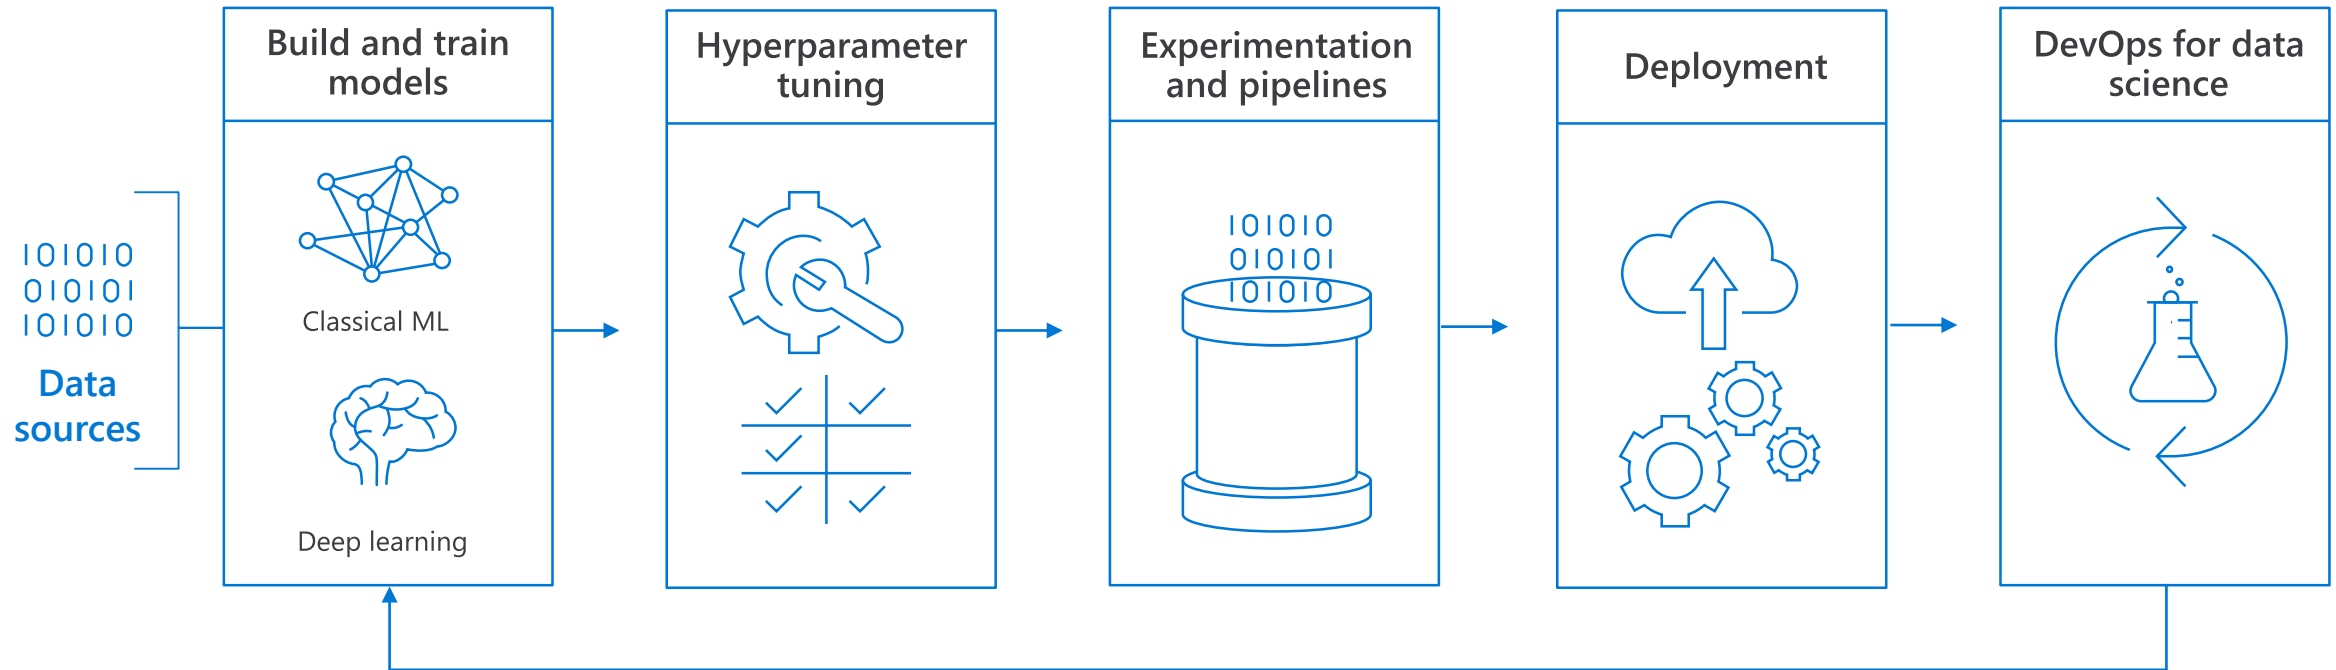 Build and train
models
Hyperparameter
tuning
Experimentation
and pipelines
Deployment
DevOps for data
science
101010
010101
101010
Data
sources
Classical ML
Deep learning
101010
010101
101010